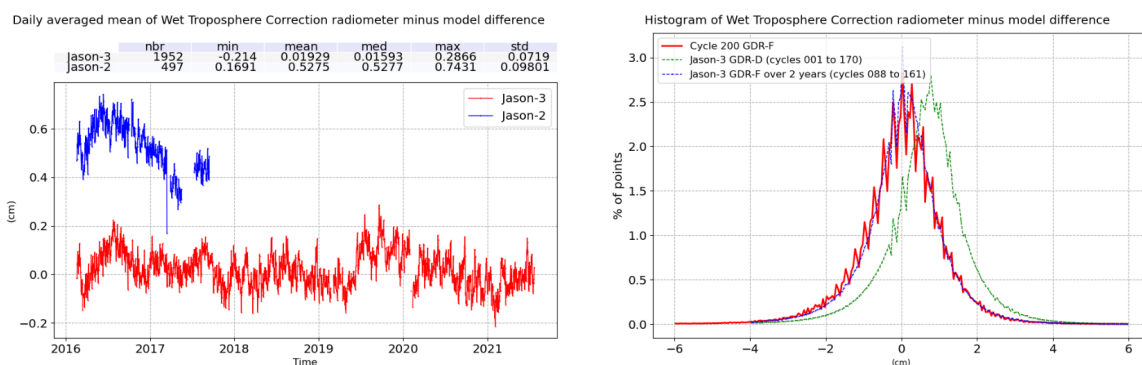 Daily averaged mean of Wet Troposphere Correction radiometer minus model difference
nbr min mean med max std
Jason-3 1952 -0.214 0.01929 0.01593 0.2866 0.0719
Jason-2 497 0.1691 0.5275 0.5277 0.7431 0.09801
Jason-3
Jason-2
0.6
0.4
0.2
0.0
−0.2
(cm)
2016 2017 2018 2019 2020 2021
Time
Histogram of Wet Troposphere Correction radiometer minus model difference
Cycle 200 GDR-F
Jason-3 GDR-D (cycles 001 to 170)
Jason-3 GDR-F over 2 years (cycles 088 to 161)
3.0
2.5
2.0
1.5
1.0
0.5
0.0
% of points
−6 −4 −2 0 2 4 6
(cm)